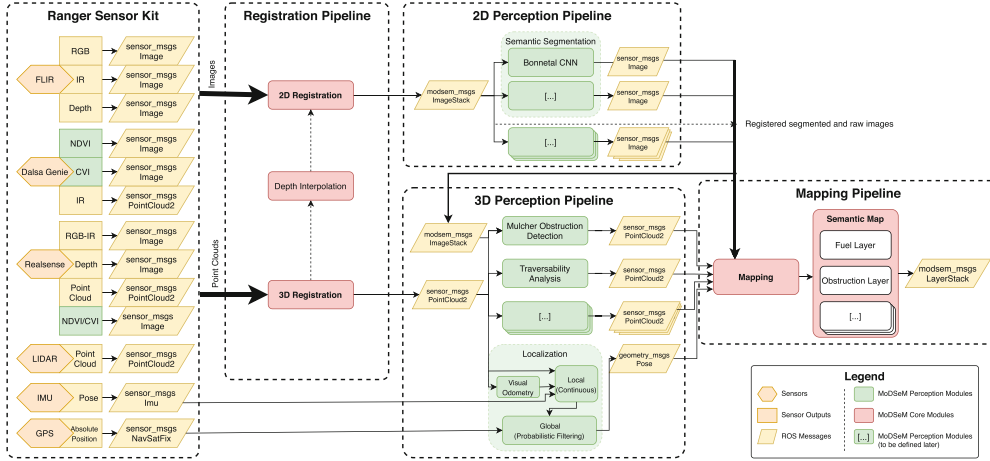 Ranger Sensor Kit
FLIR
RGB
sensor_msgs
Image
IR
sensor_msgs
Image
Depth
sensor_msgs
Image
Dalsa Genie
NDVI
sensor_msgs
Image
CVI
sensor_msgs
Image
IR
sensor_msgs
PointCloud2
Realsense
RGB-IR
sensor_msgs
Image
Depth
sensor_msgs
Image
Point
Cloud
sensor_msgs
PointCloud2
NDVI/CVI
sensor_msgs
Image
LIDAR
Point
Cloud
sensor_msgs
PointCloud2
IMU
Pose
sensor_msgs
Imu
GPS
Absolute
Position
sensor_msgs
NavSatFix
Images
Point Clouds
Registration Pipeline
2D Registration
Depth Interpolation
3D Registration
2D Perception Pipeline
modsem_msgs
ImageStack
Semantic Segmentation
Bonnetal CNN
sensor_msgs
Image
[...]
sensor_msgs
Image
[...]
sensor_msgs
Image
Registered segmented and raw images
3D Perception Pipeline
modsem_msgs
ImageStack
sensor_msgs
PointCloud2
Mulcher Obstruction
Detection
sensor_msgs
PointCloud2
Traversability
Analysis
sensor_msgs
PointCloud2
[...]
sensor_msgs
PointCloud2
Localization
Visual
Odometry
Local
(Continuous)
Global
(Probabilistic Filtering)
geometry_msgs
Pose
Mapping Pipeline
Mapping
Semantic Map
Fuel Layer
Obstruction Layer
[...]
modsem_msgs
LayerStack
Legend
Sensors
Sensor Outputs
ROS Messages
MoDSeM Perception Modules
MoDSeM Core Modules
[...]
MoDSeM Perception Modules
(to be defined later)